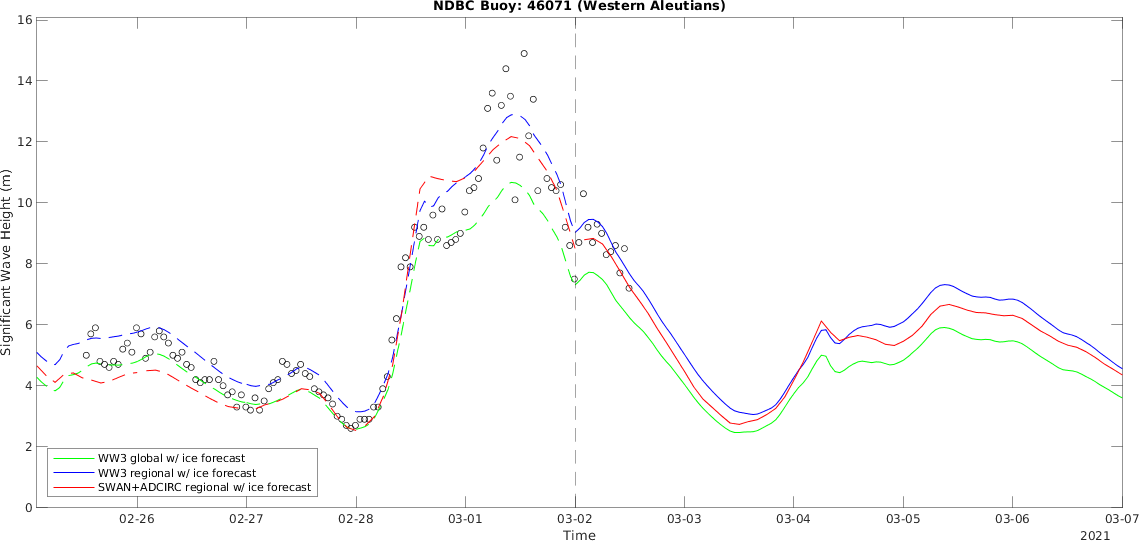 NDBC Buoy: 46071 (Western Aleutians)
Significant Wave Height (m)
16
14
12
10
8
6
4
2
0
WW3 global w/ ice forecast
WW3 regional w/ ice forecast
SWAN+ADCIRC regional w/ ice forecast
02-26 02-27 02-28 03-01 03-02 03-03 03-04 03-05 03-06 03-07
Time
2021